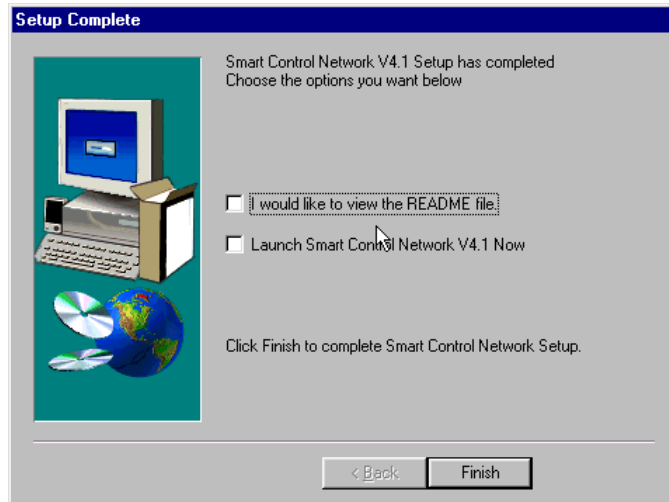 Setup Complete
Smart Control Network V4.1 Setup has completed
Choose the options you want below
I would like to view the README file.
Launch Smart Control Network V4.1 Now
Click Finish to complete Smart Control Network Setup.
< Back
Finish